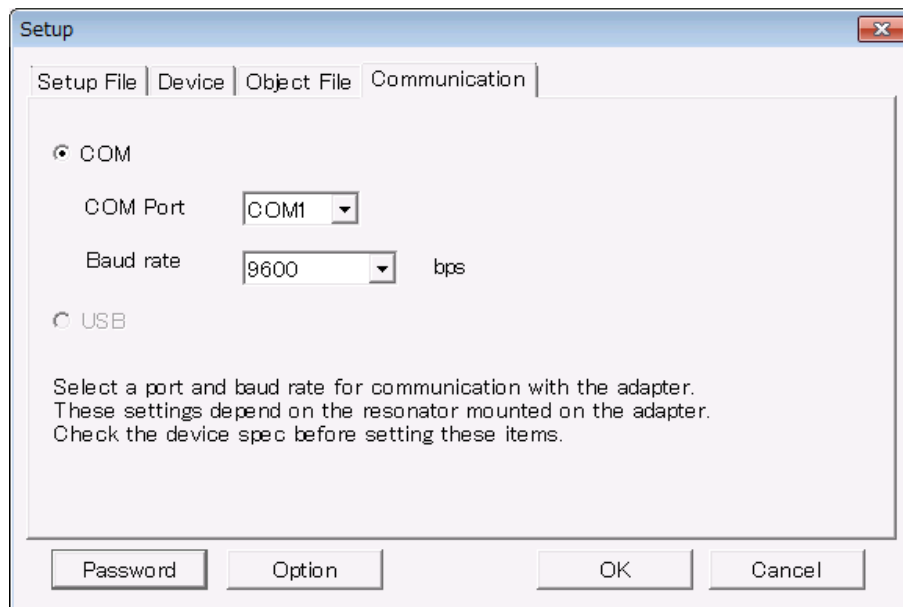 Setup
Setup File Device Object File Communication
COM
COM Port COM1
Baud rate 9600 bps
USB
Select a port and baud rate for communication with the adapter.
These settings depend on the resonator mounted on the adapter.
Check the device spec before setting these items.
Password Option OK Cancel